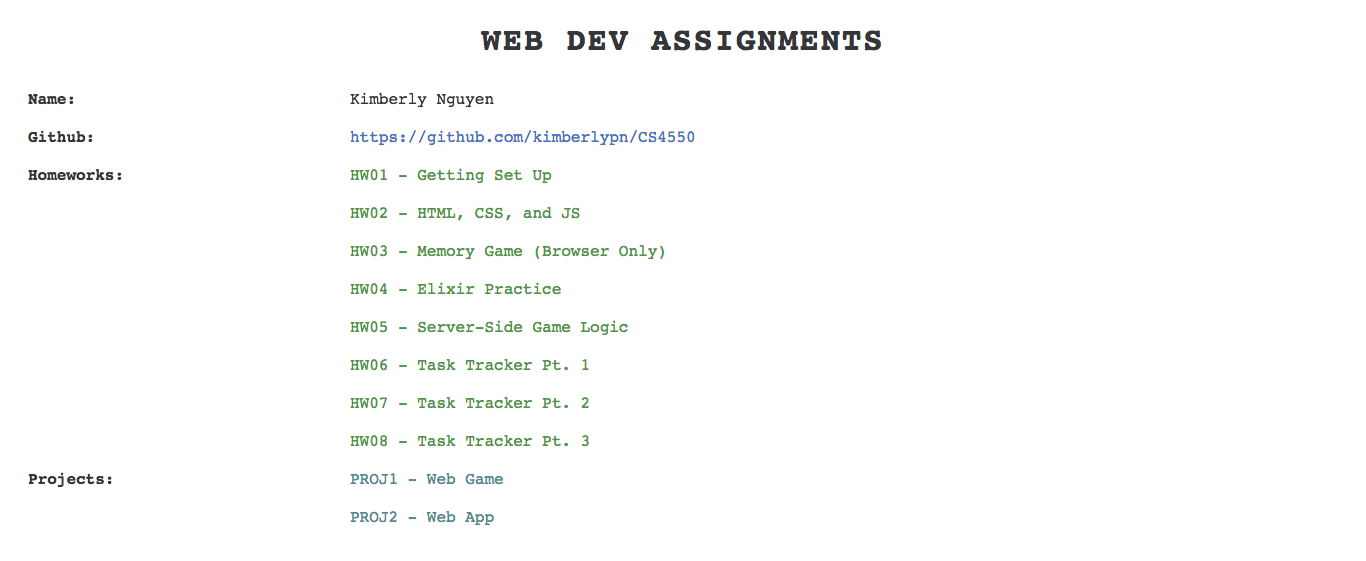 WEB DEV ASSIGNMENTS
Name: Kimberly Nguyen
Github: https://github.com/kimberlypn/CS4550
Homeworks: HW01 - Getting Set Up
HW02 - HTML, CSS, and JS
HW03 - Memory Game (Browser Only)
HW04 - Elixir Practice
HW05 - Server-Side Game Logic
HW06 - Task Tracker Pt. 1
HW07 - Task Tracker Pt. 2
HW08 - Task Tracker Pt. 3
Projects: PROJ1 - Web Game
PROJ2 - Web App